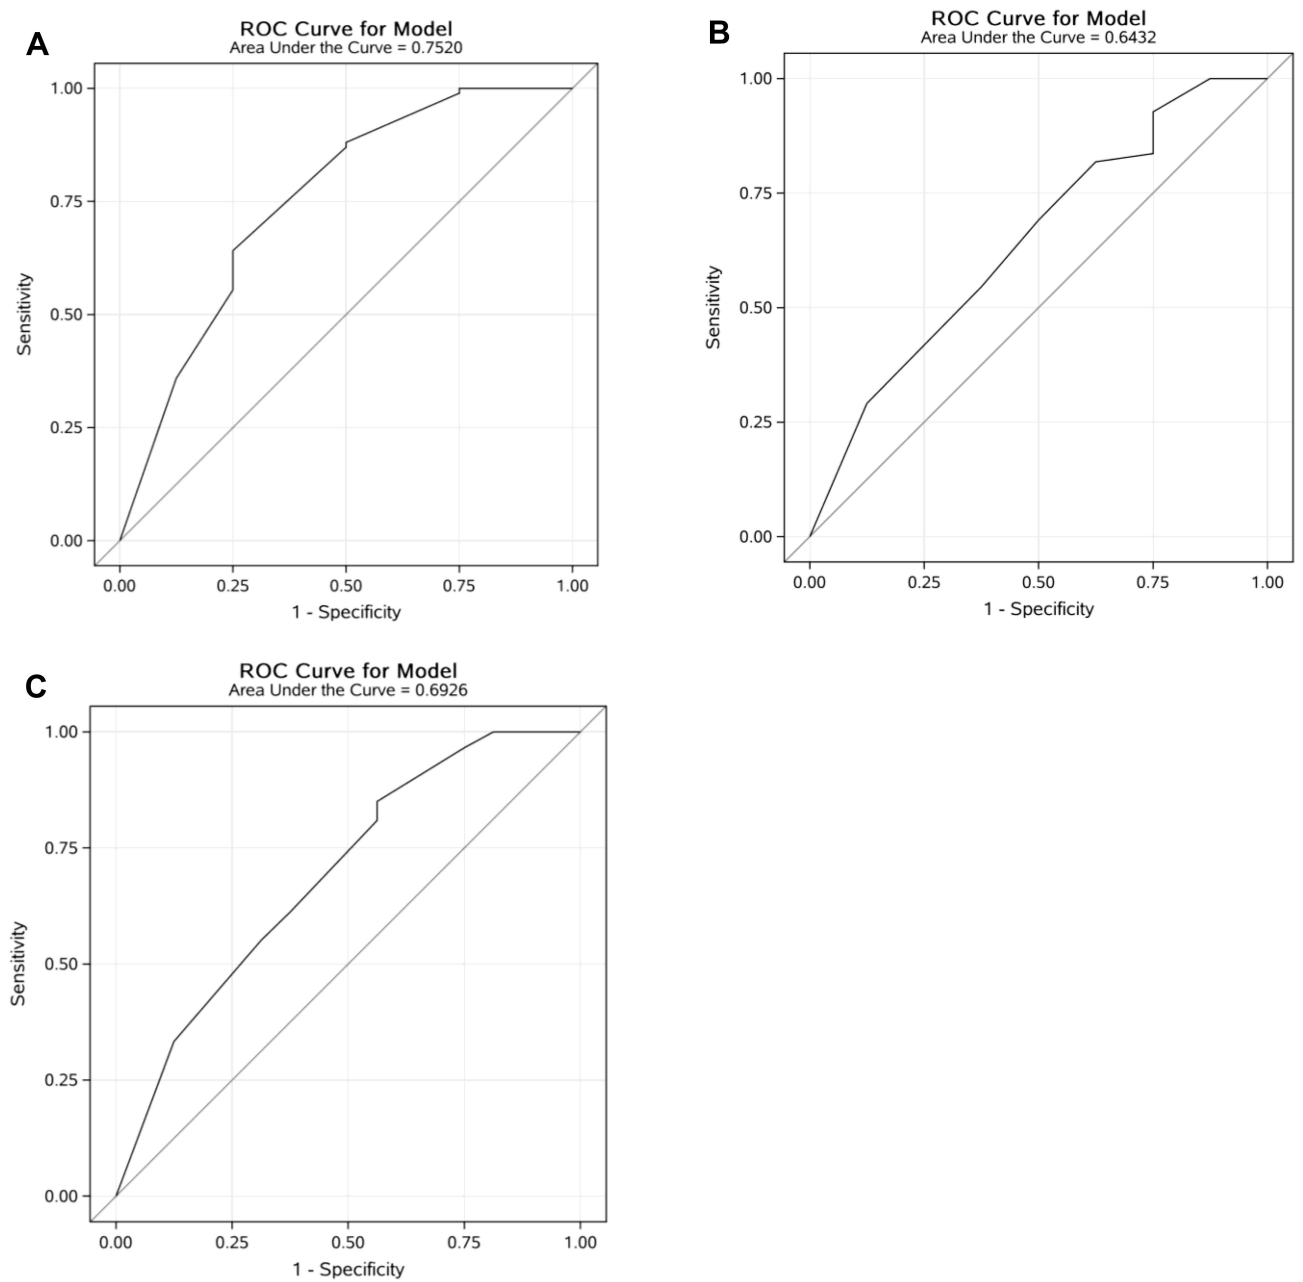 A
ROC Curve for Model
Area Under the Curve = 0.7520
1.00
0.75
0.50
0.25
0.00
Sensitivity
0.00 0.25 0.50 0.75 1.00
1 - Specificity
B
ROC Curve for Model
Area Under the Curve = 0.6432
1.00
0.75
0.50
0.25
0.00
Sensitivity
0.00 0.25 0.50 0.75 1.00
1 - Specificity
C
ROC Curve for Model
Area Under the Curve = 0.6926
1.00
0.75
0.50
0.25
0.00
Sensitivity
0.00 0.25 0.50 0.75 1.00
1 - Specificity